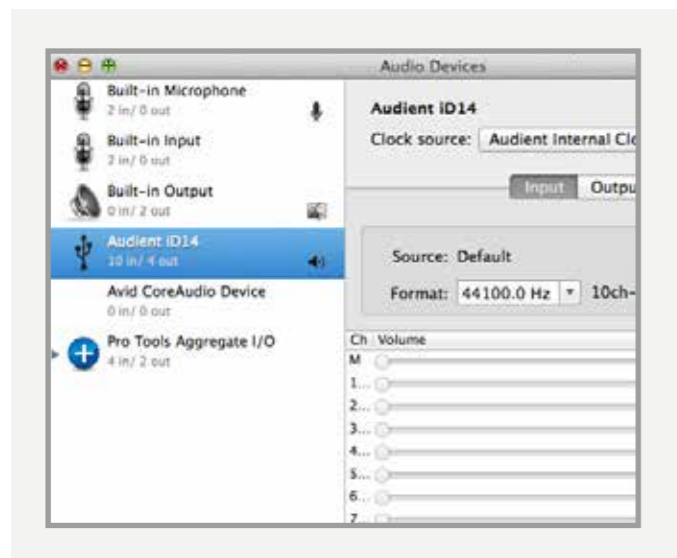 Audio Devices
Built-in Microphone
2 in/ 0 out
Built-in Input
2 in/ 0 out
Built-in Output
0 in/ 2 out
Audient iD14
10 in/ 4 out
Avid CoreAudio Device
0 in/ 0 out
Pro Tools Aggregate I/O
4 in/ 2 out
Audient iD14
Clock source: Audient Internal Clo
Input Outpu
Source: Default
Format: 44100.0 Hz 10ch-
Ch Volume
M
1...
2...
3...
4...
5...
6...
7...